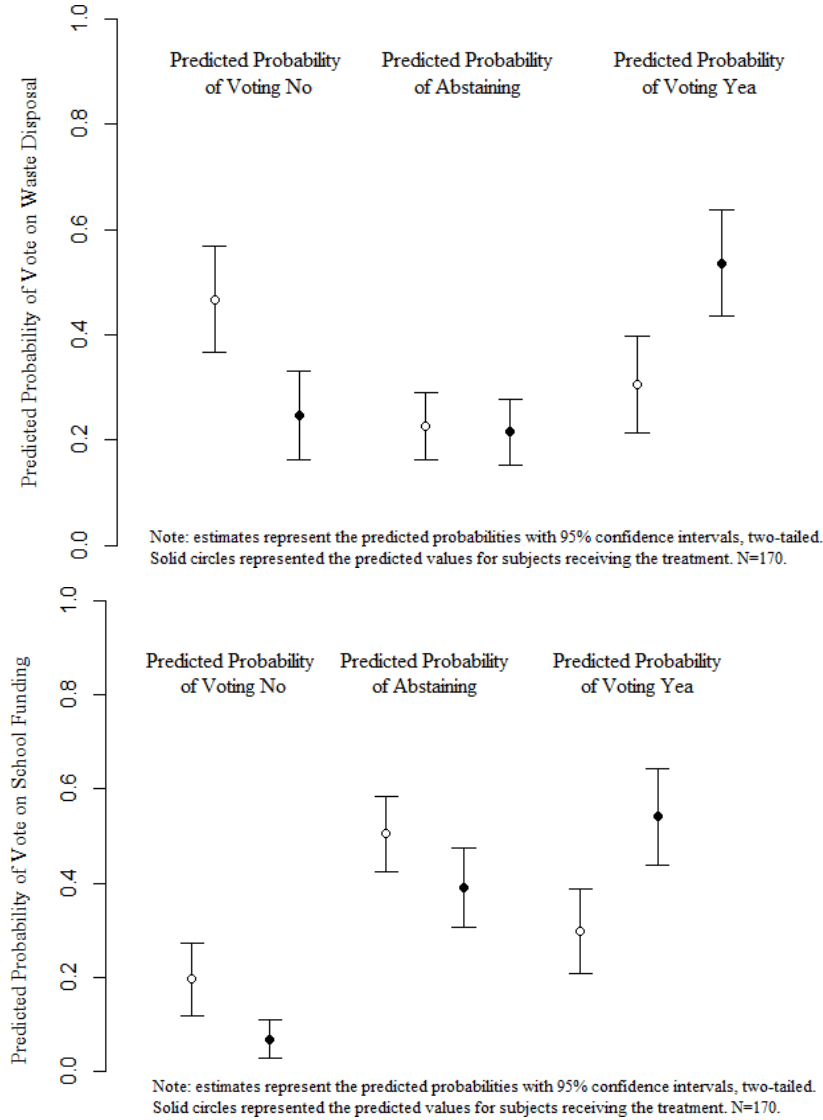 Predicted Probability of Vote on Waste Disposal
1.0
0.8
0.6
0.4
0.2
0.0
Predicted Probability
of Voting No
Predicted Probability
of Abstaining
Predicted Probability
of Voting Yea
Note: estimates represent the predicted probabilities with 95% confidence intervals, two-tailed.
Solid circles represented the predicted values for subjects receiving the treatment. N=170.
Predicted Probability of Vote on School Funding
1.0
0.8
0.6
0.4
0.2
0.0
Predicted Probability
of Voting No
Predicted Probability
of Abstaining
Predicted Probability
of Voting Yea
Note: estimates represent the predicted probabilities with 95% confidence intervals, two-tailed.
Solid circles represented the predicted values for subjects receiving the treatment. N=170.